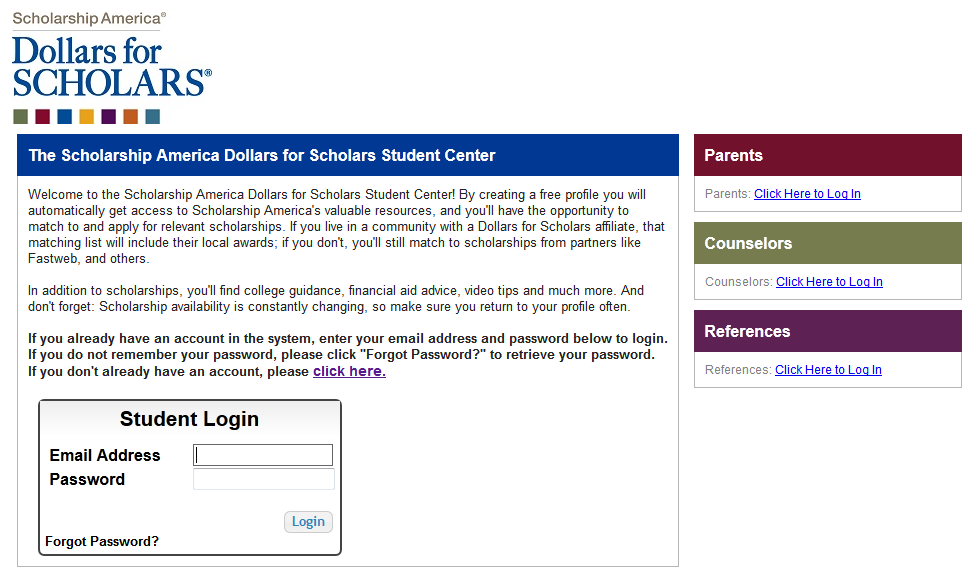 Scholarship America®
Dollars for
SCHOLARS®
The Scholarship America Dollars for Scholars Student Center
Welcome to the Scholarship America Dollars for Scholars Student Center! By creating a free profile you will
automatically get access to Scholarship America's valuable resources, and you'll have the opportunity to
match to and apply for relevant scholarships. If you live in a community with a Dollars for Scholars affiliate, that
matching list will include their local awards; if you don't, you'll still match to scholarships from partners like
Fastweb, and others.
In addition to scholarships, you'll find college guidance, financial aid advice, video tips and much more. And
don't forget: Scholarship availability is constantly changing, so make sure you return to your profile often.
If you already have an account in the system, enter your email address and password below to login.
If you do not remember your password, please click "Forgot Password?" to retrieve your password.
If you don't already have an account, please click here.
Student Login
Email Address
Password
Login
Forgot Password?
Parents
Parents: Click Here to Log In
Counselors
Counselors: Click Here to Log In
References
References: Click Here to Log In